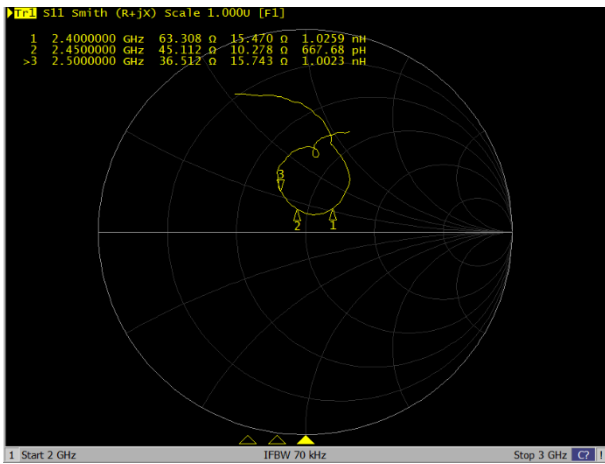 Tr1 S11 Smith (R+jX) Scale 1.000U [F1]
1 2.4000000 GHz 63.308 Ω 15.470 Ω 1.0259 nH
2 2.4500000 GHz 45.112 Ω 10.278 Ω 667.68 pH
>3 2.5000000 GHz 36.512 Ω 15.743 Ω 1.0023 nH
3
2 1
1 Start 2 GHz IFBW 70 kHz Stop 3 GHz C? !